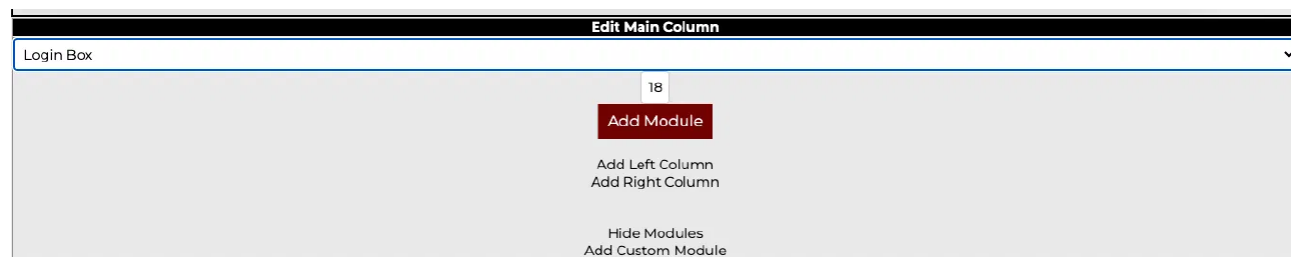 Edit Main Column
Login Box
18
Add Module
Add Left Column
Add Right Column
Hide Modules
Add Custom Module